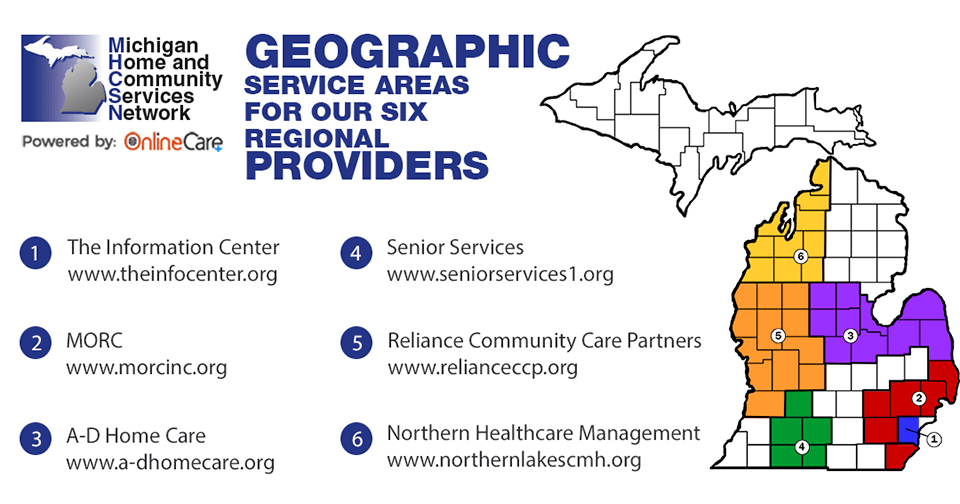 Michigan
Home and
Community
Services
Network
Powered by: OnlineCare
GEOGRAPHIC
SERVICE AREAS
FOR OUR SIX
REGIONAL
PROVIDERS
1 The Information Center
www.theinfocenter.org
2 MORC
www.morcinc.org
3 A-D Home Care
www.a-dhomecare.org
4 Senior Services
www.seniorservices1.org
5 Reliance Community Care Partners
www.relianceccp.org
6 Northern Healthcare Management
www.northernlakescmh.org
6
5
3
2
1
4